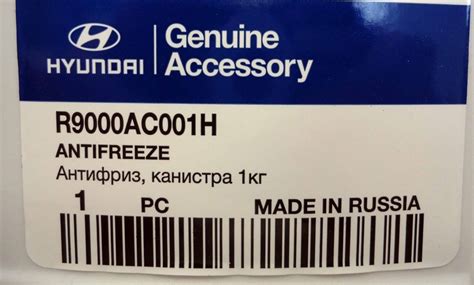 HYUNDAI
Genuine
Accessory
R9000AC001H
ANTIFREEZE
Антифриз, канистра 1кг
1 PC MADE IN RUSSIA